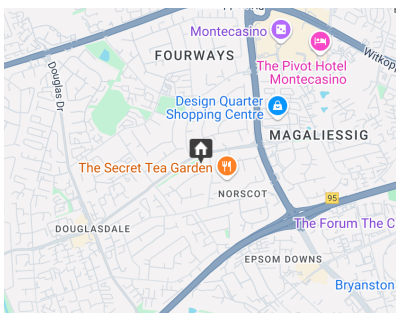 Montecasino
FOURWAYS
Witkop
The Pivot Hotel
Montecasino
Douglas Dr
Design Quarter
Shopping Centre
MAGALIESSIG
The Secret Tea Garden
NORSCOT
95
The Forum The C
DOUGLASDALE
EPSOM DOWNS
Bryanston